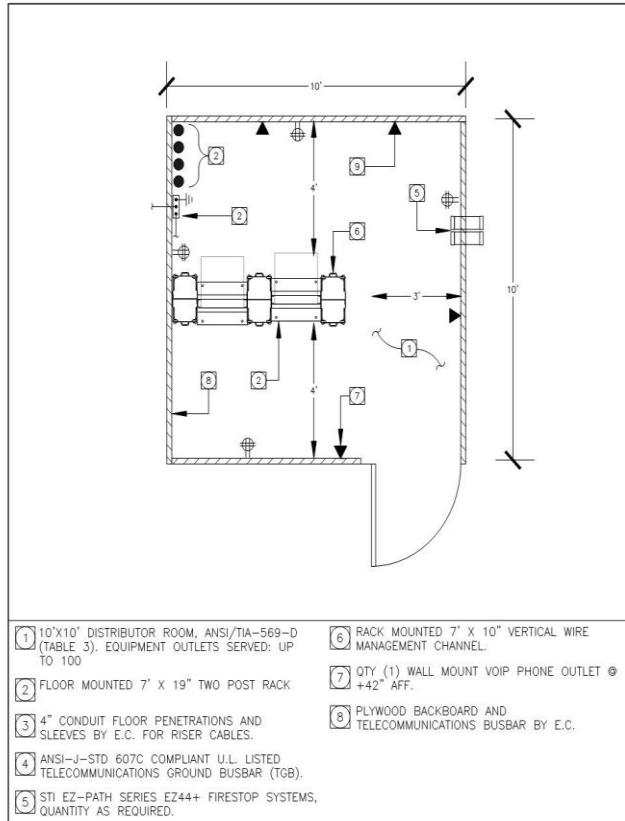 10'
2
9
4'
5
2
6
3'
10'
1
8
2
4'
7
1 10'X10' DISTRIBUTOR ROOM, ANSI/TIA-569-D
(TABLE 3). EQUIPMENT OUTLETS SERVED: UP
TO 100
2 FLOOR MOUNTED 7' X 19" TWO POST RACK
3 4" CONDUIT FLOOR PENETRATIONS AND
SLEEVES BY E.C. FOR RISER CABLES.
4 ANSI-J-STD 607C COMPLIANT U.L. LISTED
TELECOMMUNICATIONS GROUND BUSBAR (TGB).
5 STI EZ-PATH SERIES EZ44+ FIRESTOP SYSTEMS,
QUANTITY AS REQUIRED.
6 RACK MOUNTED 7' X 10" VERTICAL WIRE
MANAGEMENT CHANNEL.
7 QTY (1) WALL MOUNT VOIP PHONE OUTLET @
+42" AFF.
8 PLYWOOD BACKBOARD AND
TELECOMMUNICATIONS BUSBAR BY E.C.